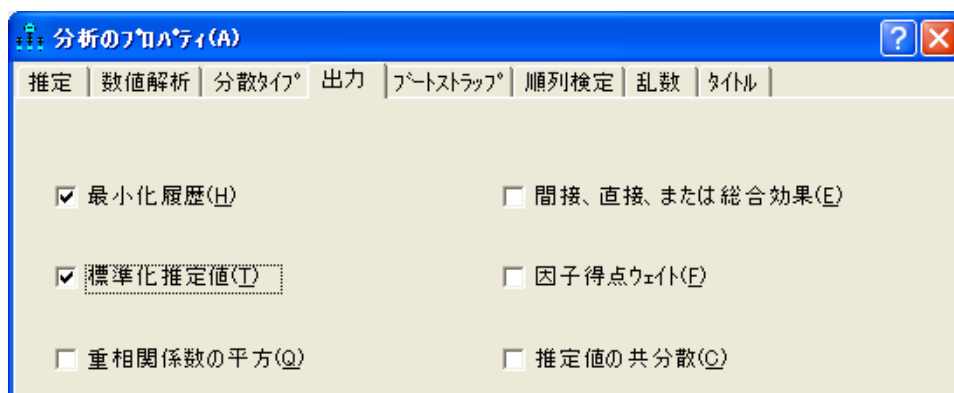 分析のﾌﾟﾛﾊﾟﾃｨ(A)
推定 数値解析 分散ﾀｲﾌﾟ 出力 ﾌﾞｰﾄｽﾄﾗｯﾌﾟ 順列検定 乱数 ﾀｲﾄﾙ
最小化履歴(H) 間接、直接、または総合効果(E)
標準化推定値(T) 因子得点ｳｪｲﾄ(F)
重相関係数の平方(Q) 推定値の共分散(C)